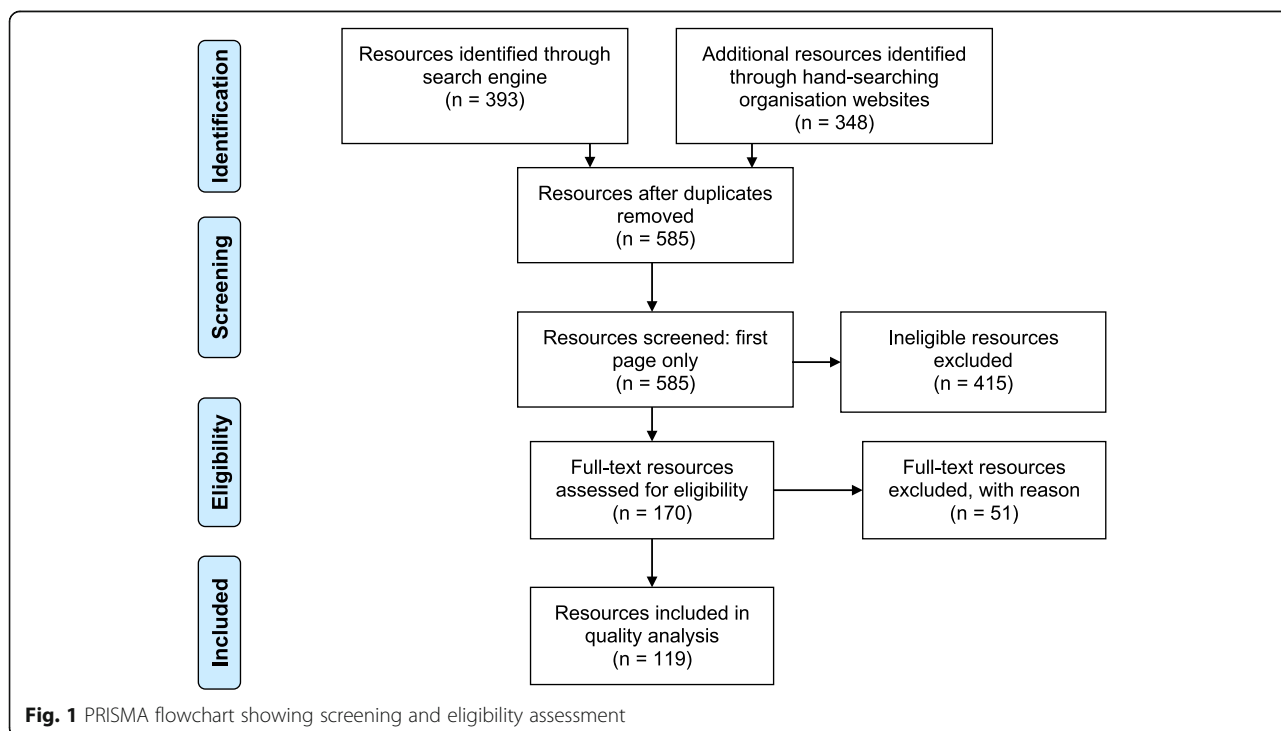 Identification
Resources identified through
search engine
(n = 393)
Additional resources identified
through hand-searching
organisation websites
(n = 348)
Resources after duplicates
removed
(n = 585)
Screening
Resources screened: first
page only
(n = 585)
Ineligible resources
excluded
(n = 415)
Eligibility
Full-text resources
assessed for eligibility
(n = 170)
Full-text resources
excluded, with reason
(n = 51)
Included
Resources included in
quality analysis
(n = 119)
Fig. 1 PRISMA flowchart showing screening and eligibility assessment